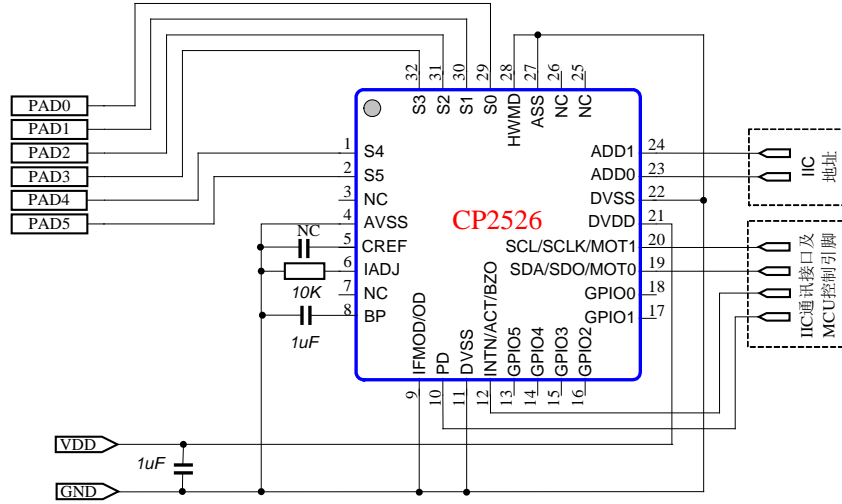 32
31
30
29
28
27
26
25
S3
S2
S1
S0
HWMD
ASS
NC
NC
PAD0
PAD1
PAD2
PAD3
PAD4
PAD5
1
S4
2
S5
3
NC
4
AVSS
NC
5
CREF
6
IADJ
10K
7
NC
8
BP
1uF
CP2526
ADD1
24
ADD0
23
DVSS
22
DVDD
21
SCL/SCLK/MOT1
20
SDA/SDO/MOT0
19
GPIO0
18
GPIO1
17
IIC
地址
IIC通讯接口及
MCU控制引脚
IFMOD/OD
PD
DVSS
INTN/ACT/BZO
GPIO5
GPIO4
GPIO3
GPIO2
9
10
11
12
13
14
15
16
VDD
1uF
GND